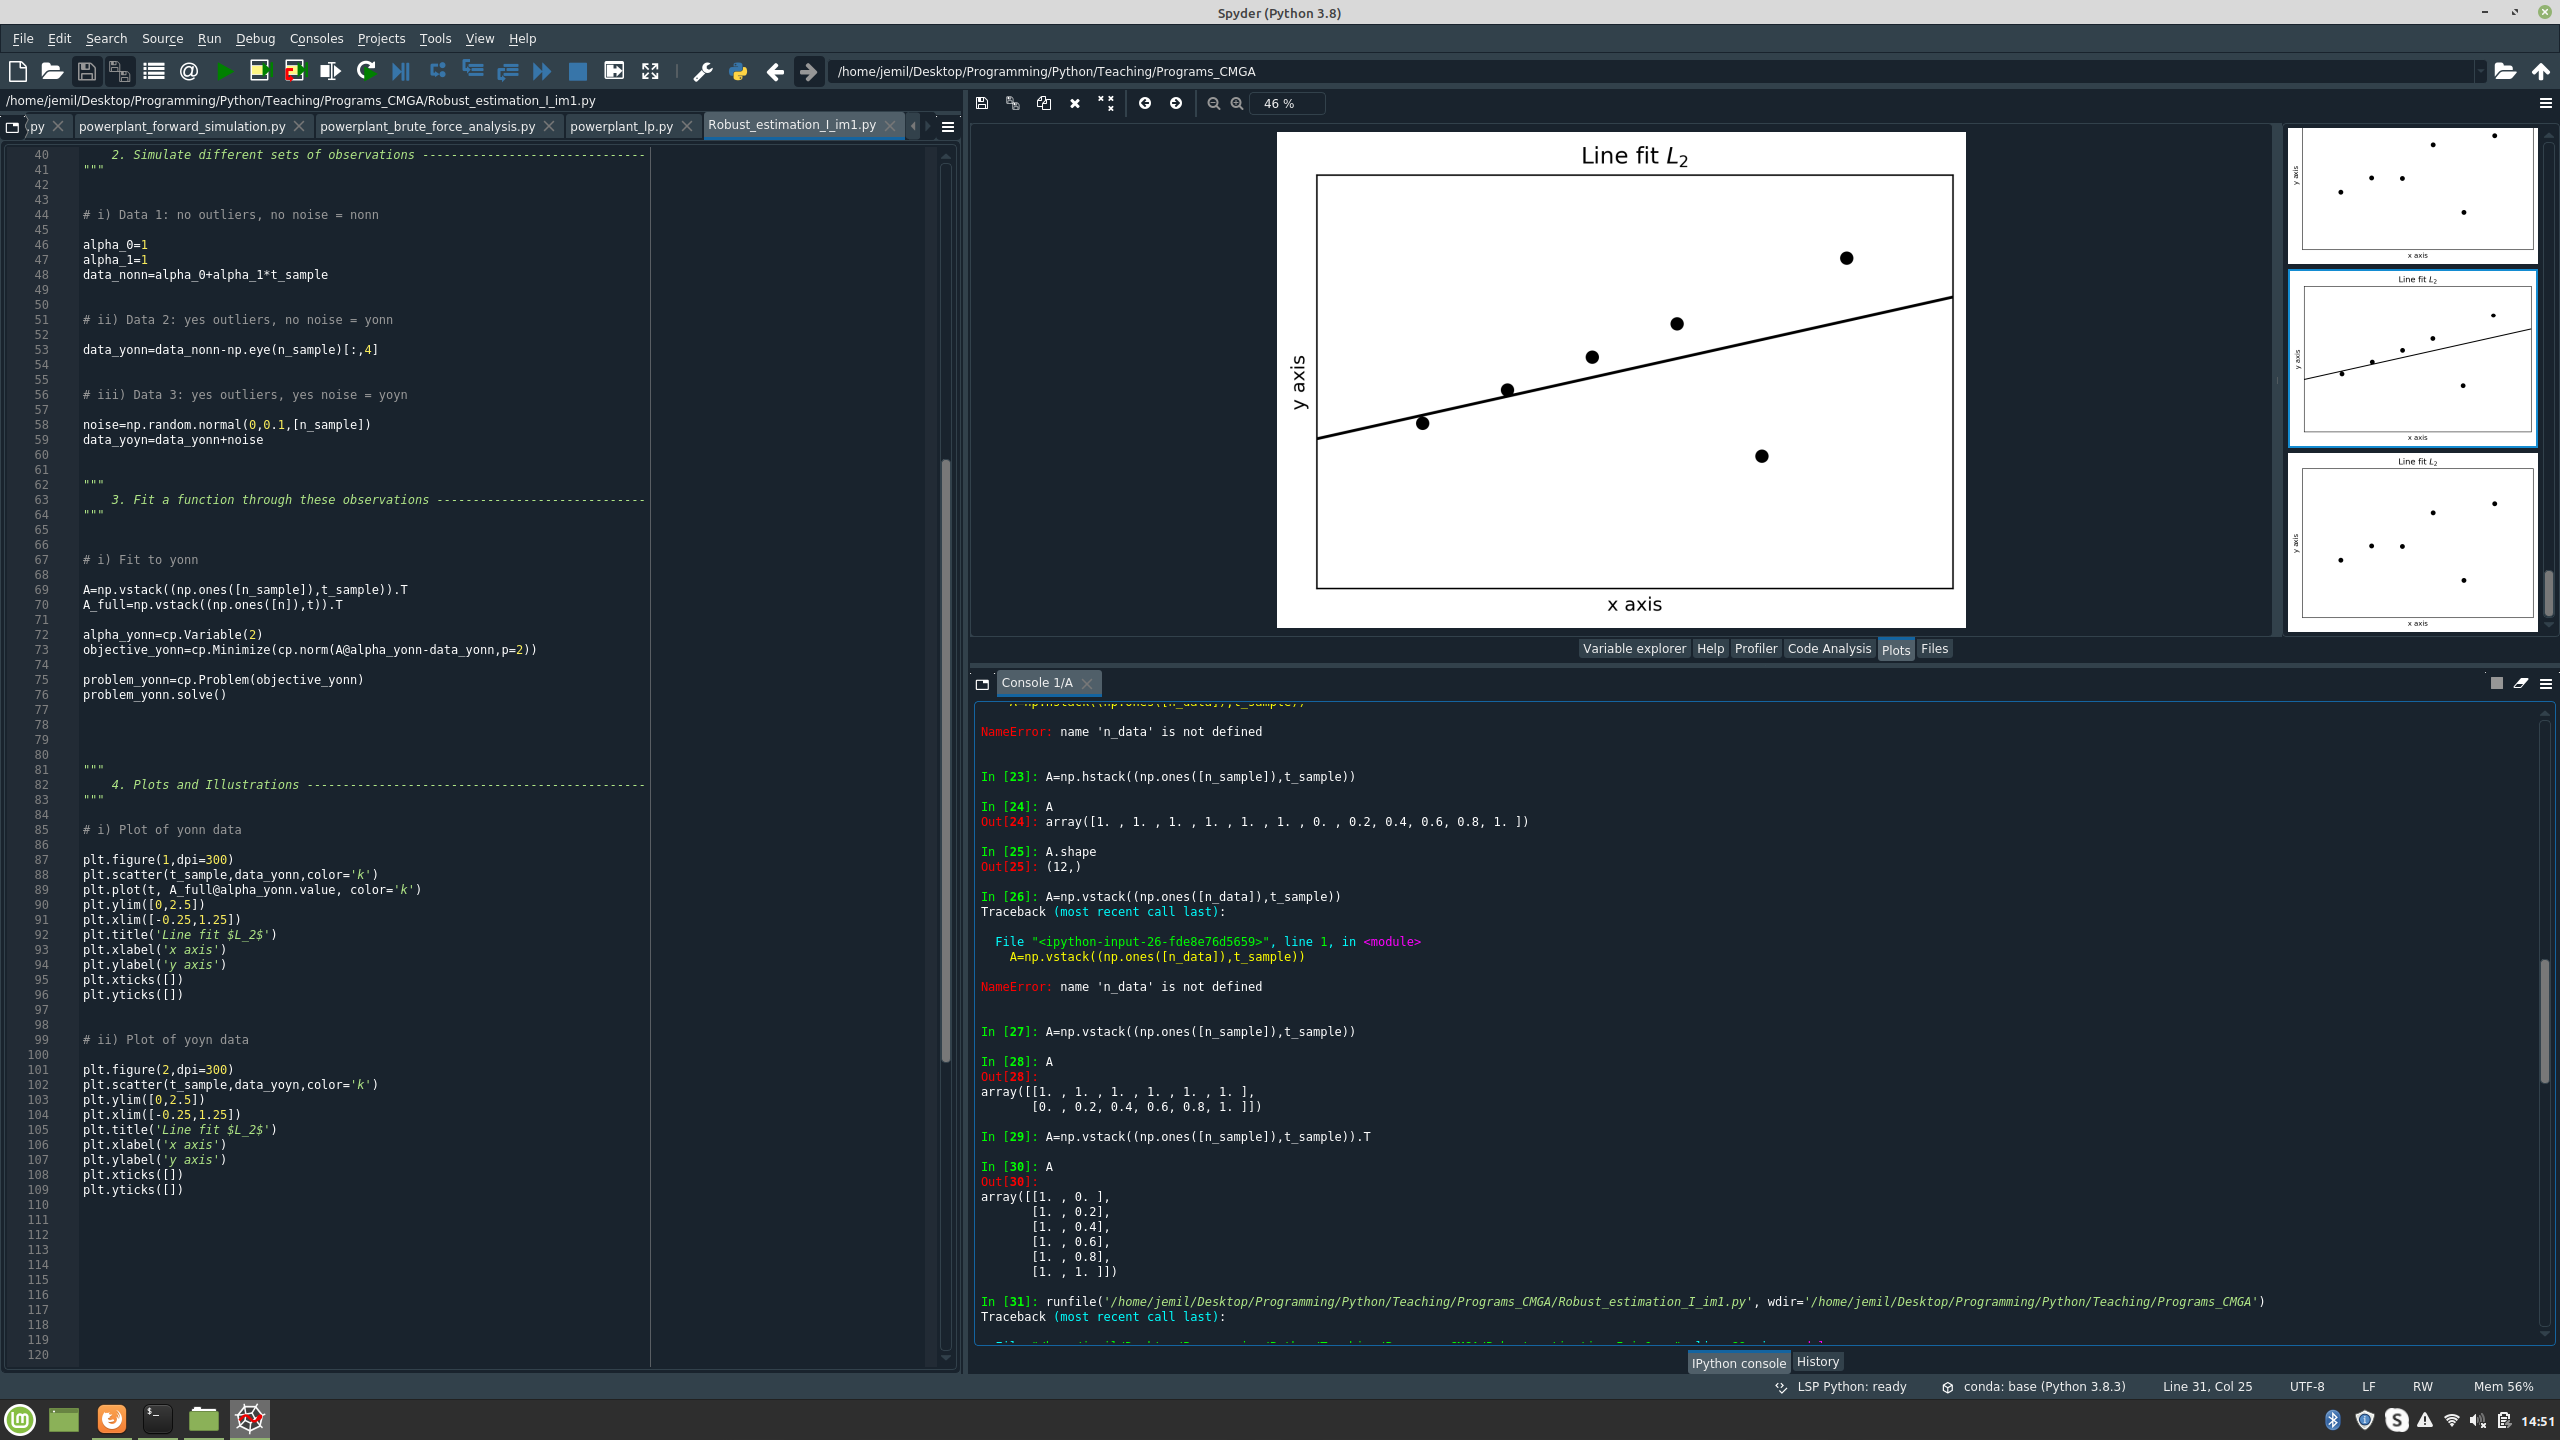 Spyder (Python 3.8)
File Edit Search Source Run Debug Consoles Projects Tools View Help
/home/jemil/Desktop/Programming/Python/Teaching/Programs_CMGA
/home/jemil/Desktop/Programming/Python/Teaching/Programs_CMGA/Robust_estimation_I_im1.py
.py powerplant_forward_simulation.py powerplant_brute_force_analysis.py powerplant_lp.py Robust_estimation_I_im1.py
40 2. Simulate different sets of observations -------------------------------
41 """
42
43
44 # i) Data 1: no outliers, no noise = nonn
45
46 alpha_0=1
47 alpha_1=1
48 data_nonn=alpha_0+alpha_1*t_sample
49
50
51 # ii) Data 2: yes outliers, no noise = yonn
52
53 data_yonn=data_nonn-np.eye(n_sample)[:,4]
54
55
56 # iii) Data 3: yes outliers, yes noise = yoyn
57
58 noise=np.random.normal(0,0.1,[n_sample])
59 data_yoyn=data_yonn+noise
60
61
62 """
63 3. Fit a function through these observations -----------------------------
64 """
65
66
67 # i) Fit to yonn
68
69 A=np.vstack((np.ones([n_sample]),t_sample)).T
70 A_full=np.vstack((np.ones([n]),t)).T
71
72 alpha_yonn=cp.Variable(2)
73 objective_yonn=cp.Minimize(cp.norm(A@alpha_yonn-data_yonn,p=2))
74
75 problem_yonn=cp.Problem(objective_yonn)
76 problem_yonn.solve()
77
78
79
80
81 """
82 4. Plots and Illustrations -----------------------------------------------
83 """
84
85 # i) Plot of yonn data
86
87 plt.figure(1,dpi=300)
88 plt.scatter(t_sample,data_yonn,color='k')
89 plt.plot(t, A_full@alpha_yonn.value, color='k')
90 plt.ylim([0,2.5])
91 plt.xlim([-0.25,1.25])
92 plt.title('Line fit $L_2$')
93 plt.xlabel('x axis')
94 plt.ylabel('y axis')
95 plt.xticks([])
96 plt.yticks([])
97
98
99 # ii) Plot of yoyn data
100
101 plt.figure(2,dpi=300)
102 plt.scatter(t_sample,data_yoyn,color='k')
103 plt.ylim([0,2.5])
104 plt.xlim([-0.25,1.25])
105 plt.title('Line fit $L_2$')
106 plt.xlabel('x axis')
107 plt.ylabel('y axis')
108 plt.xticks([])
109 plt.yticks([])
110
111
112
113
114
115
116
117
118
119
120
46 %
Line fit L2
y axis
x axis
y axis
x axis
Line fit L2
y axis
x axis
Line fit L2
y axis
x axis
Variable explorer Help Profiler Code Analysis Plots Files
Console 1/A
A=np.hstack((np.ones([n_data]),t_sample))
NameError: name 'n_data' is not defined
In [23]: A=np.hstack((np.ones([n_sample]),t_sample))
In [24]: A
Out[24]: array([1. , 1. , 1. , 1. , 1. , 1. , 0. , 0.2, 0.4, 0.6, 0.8, 1. ])
In [25]: A.shape
Out[25]: (12,)
In [26]: A=np.vstack((np.ones([n_data]),t_sample))
Traceback (most recent call last):
File "<ipython-input-26-fde8e76d5659>", line 1, in <module>
A=np.vstack((np.ones([n_data]),t_sample))
NameError: name 'n_data' is not defined
In [27]: A=np.vstack((np.ones([n_sample]),t_sample))
In [28]: A
Out[28]:
array([[1. , 1. , 1. , 1. , 1. , 1. ],
[0. , 0.2, 0.4, 0.6, 0.8, 1. ]])
In [29]: A=np.vstack((np.ones([n_sample]),t_sample)).T
In [30]: A
Out[30]:
array([[1. , 0. ],
[1. , 0.2],
[1. , 0.4],
[1. , 0.6],
[1. , 0.8],
[1. , 1. ]])
In [31]: runfile('/home/jemil/Desktop/Programming/Python/Teaching/Programs_CMGA/Robust_estimation_I_im1.py', wdir='/home/jemil/Desktop/Programming/Python/Teaching/Programs_CMGA')
Traceback (most recent call last):
IPython console History
LSP Python: ready conda: base (Python 3.8.3) Line 31, Col 25 UTF-8 LF RW Mem 56%
14:51